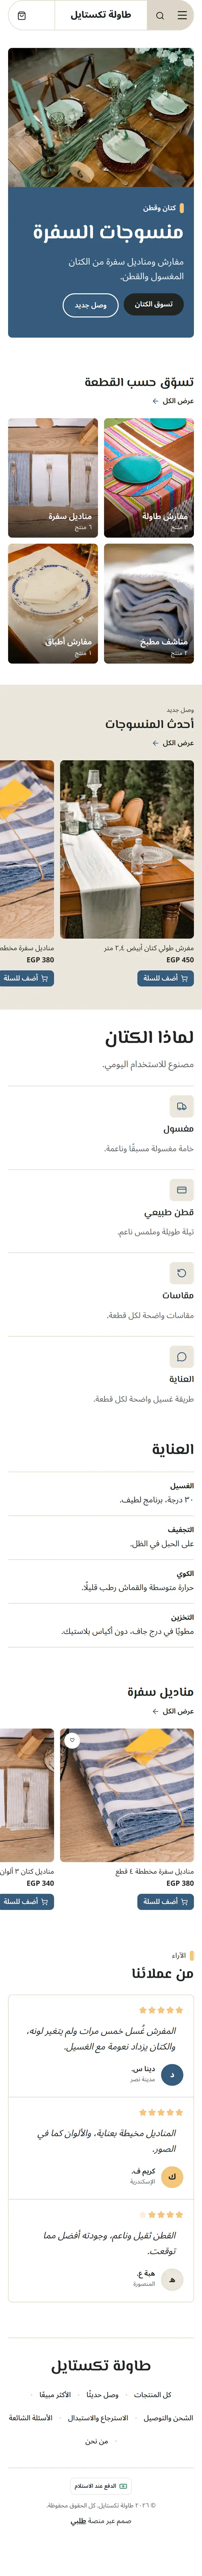 طاولة تكستايل
كتان وقطن
منسوجات السفرة
مفارش ومناديل سفرة من الكتان
المغسول والقطن.
تسوق الكتان
وصل جديد
تسوّق حسب القطعة
عرض الكل
مفارش طاولة
٣ منتج
مناديل سفرة
٦ منتج
مناشف مطبخ
٤ منتج
مفارش أطباق
١ منتج
وصل جديد
أحدث المنسوجات
عرض الكل
مفرش طولي كتان أبيض ٢,٤ متر
450 EGP
أضف للسلة
مناديل سفرة مخططة
380 EGP
أضف للسلة
لماذا الكتان
مصنوع للاستخدام اليومي.
مغسول
خامة مغسولة مسبقًا وناعمة.
قطن طبيعي
تيلة طويلة وملمس ناعم.
مقاسات
مقاسات واضحة لكل قطعة.
العناية
طريقة غسيل واضحة لكل قطعة.
العناية
الغسيل
٣٠ درجة، برنامج لطيف.
التجفيف
على الحبل في الظل.
الكوي
حرارة متوسطة والقماش رطب قليلًا.
التخزين
مطويًا في درج جاف، دون أكياس بلاستيك.
مناديل سفرة
عرض الكل
مناديل سفرة مخططة ٤ قطع
380 EGP
أضف للسلة
مناديل كتان ٣ ألوان
340 EGP
أضف للسلة
الآراء
من عملائنا
المفرش غُسل خمس مرات ولم يتغير لونه،
والكتان يزداد نعومة مع الغسيل.
د
دينا س.
مدينة نصر
المناديل مخيطة بعناية، والألوان كما في
الصور.
ك
كريم ف.
الإسكندرية
القطن ثقيل وناعم، وجودته أفضل مما
توقعت.
ه
هبة ع.
المنصورة
طاولة تكستايل
كل المنتجات · وصل حديثًا · الأكثر مبيعًا ·
الشحن والتوصيل · الاسترجاع والاستبدال · الأسئلة الشائعة
· من نحن
الدفع عند الاستلام
© ٢٠٢٦ طاولة تكستايل. كل الحقوق محفوظة.
صمم عبر منصة طلبي